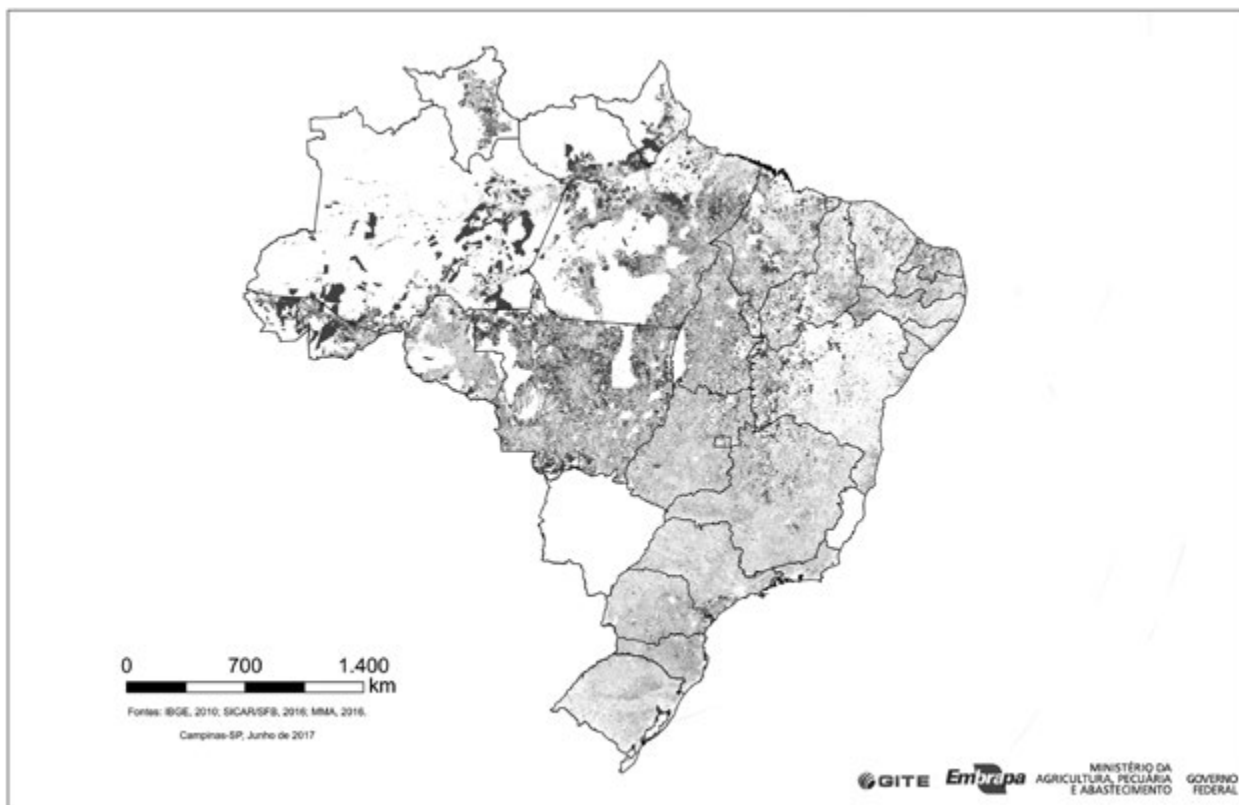 0 700 1.400
km
Fontes: IBGE, 2010; SICAR/SFB, 2016; MMA, 2016.
Campinas-SP, Junho de 2017
GITE
Embrapa
MINISTÉRIO DA
AGRICULTURA, PECUÁRIA
E ABASTECIMENTO
GOVERNO
FEDERAL